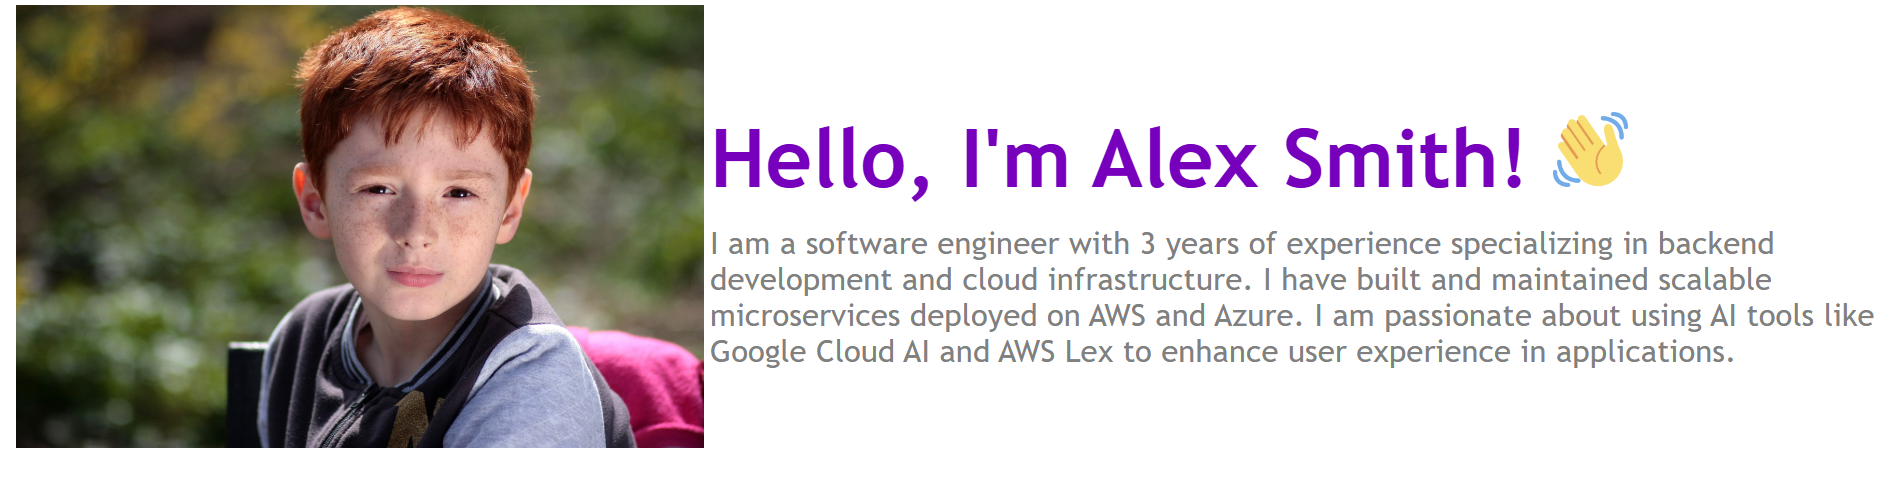 Hello, I'm Alex Smith!
I am a software engineer with 3 years of experience specializing in backend
development and cloud infrastructure. I have built and maintained scalable
microservices deployed on AWS and Azure. I am passionate about using AI tools like
Google Cloud AI and AWS Lex to enhance user experience in applications.